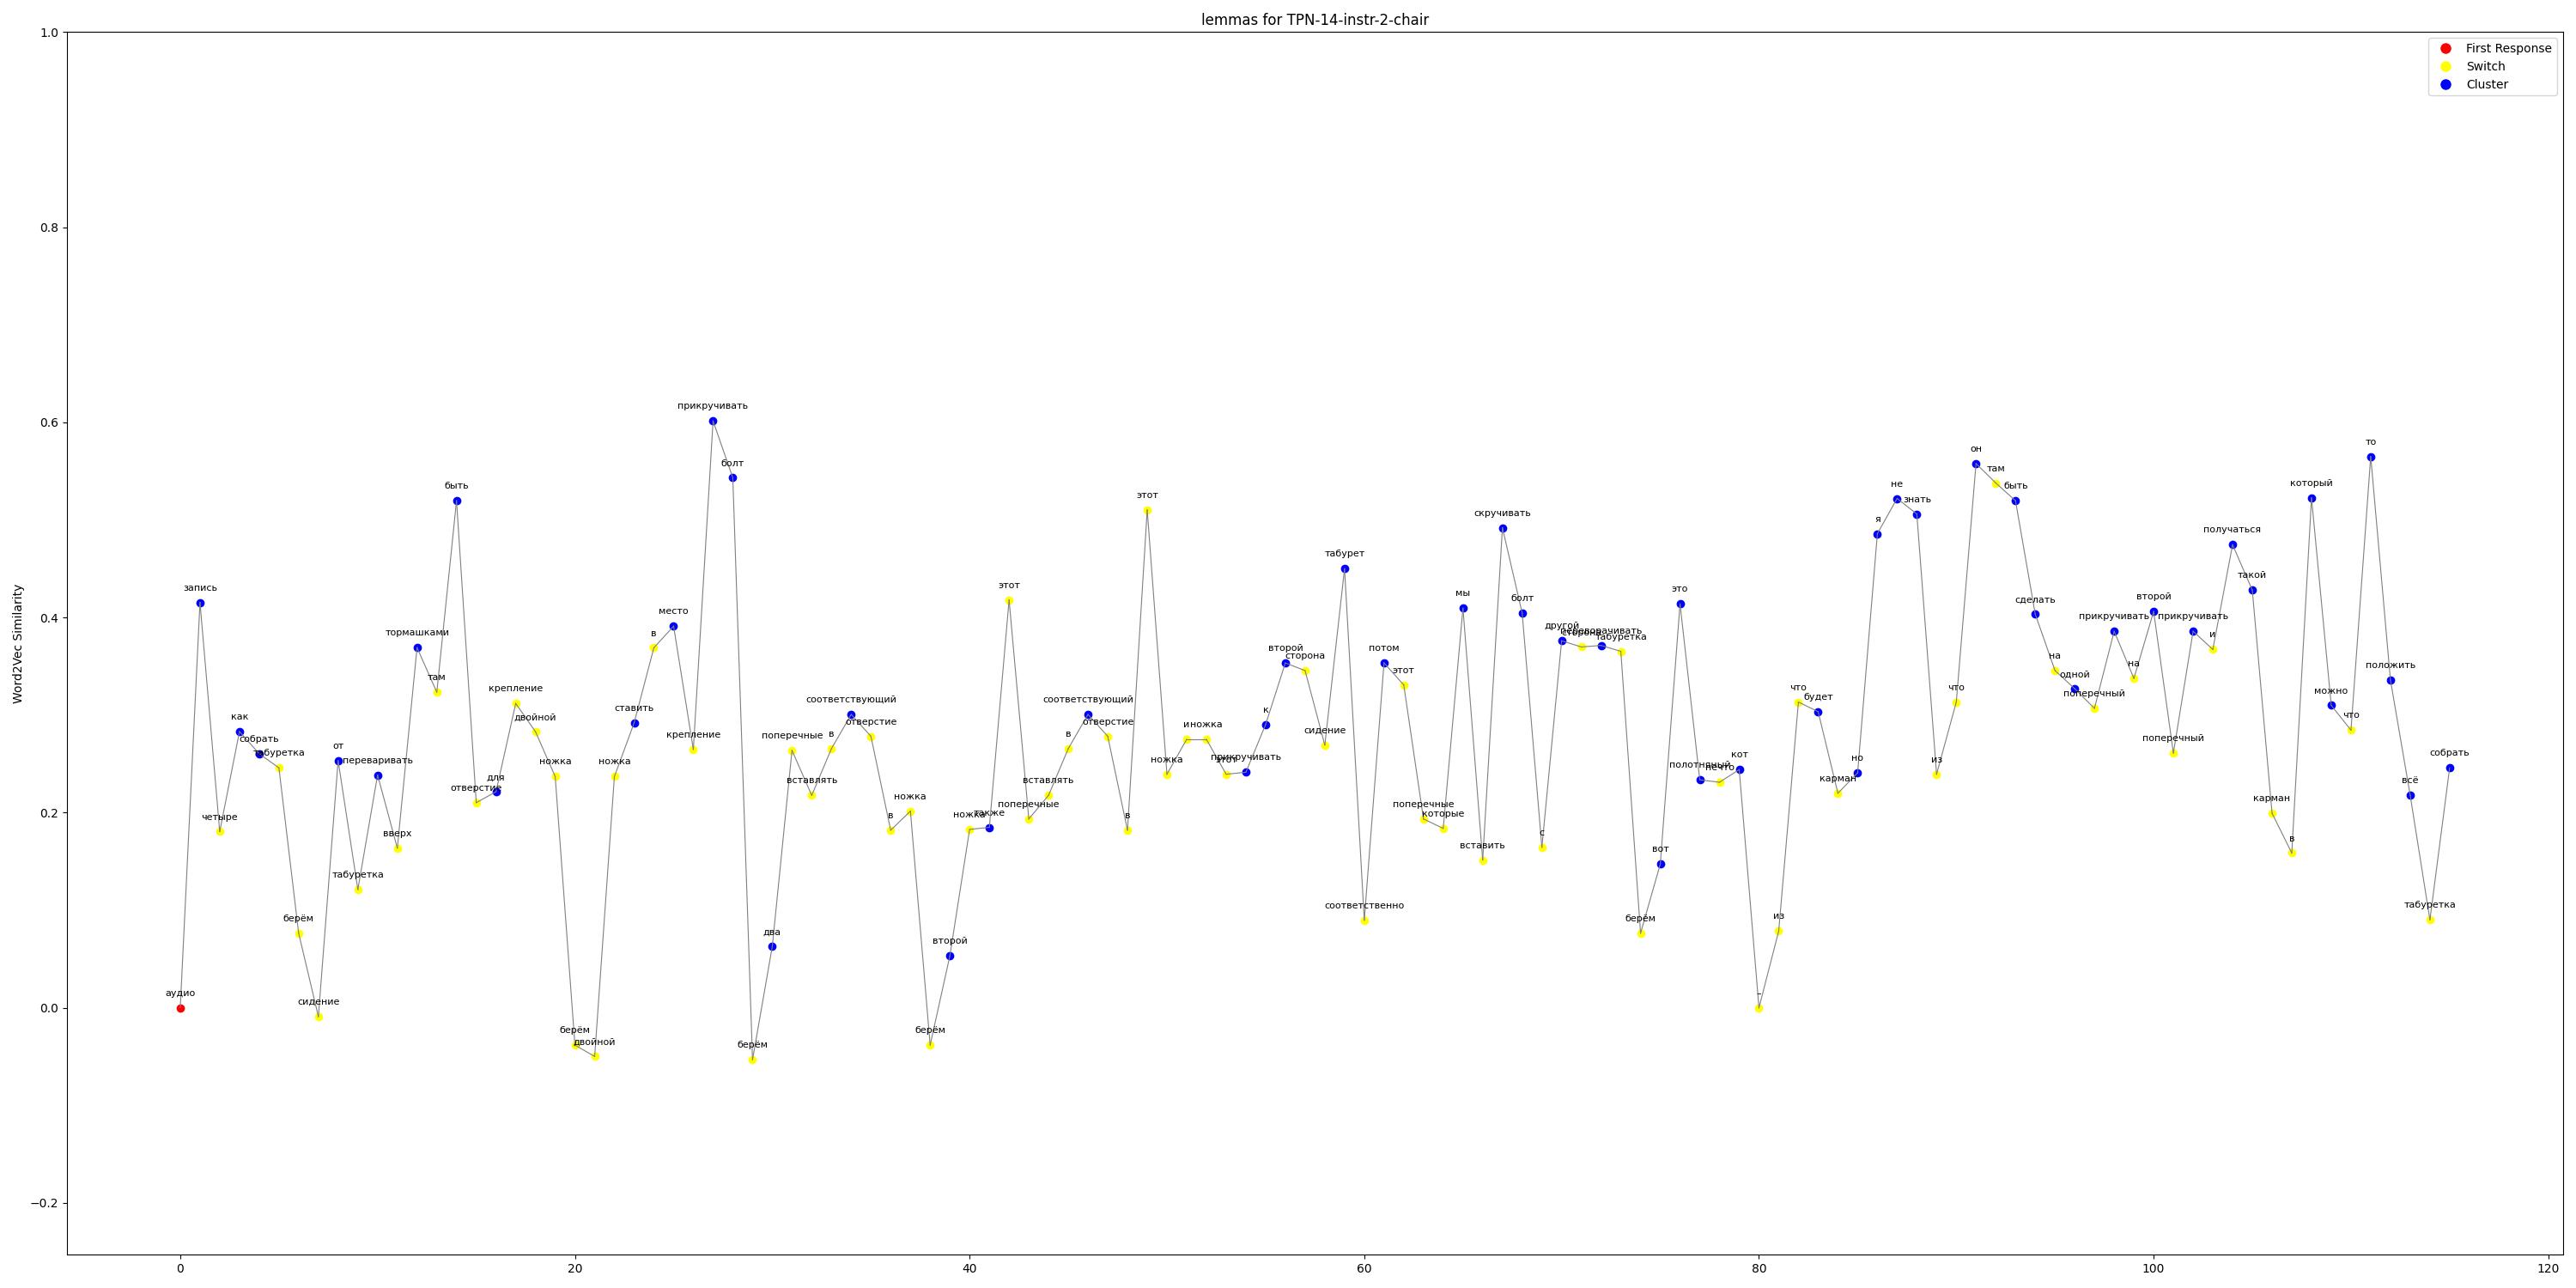 lemmas for TPN-14-instr-2-chair
First Response
Switch
Cluster
Word2Vec Similarity
1.0
0.8
0.6
0.4
0.2
0.0
−0.2
0
20
40
60
80
100
120
аудио
запись
четыре
как
собрать
табуретка
берём
сидение
от
табуретка
переваривать
вверх
тормашками
там
быть
отверстие
для
крепление
двойной
ножка
берём
двойной
ножка
ставить
в
место
крепление
прикручивать
болт
берём
два
поперечные
вставлять
в
соответствующий
отверстие
в
ножка
берём
второй
ножка
также
этот
поперечные
вставлять
в
соответствующий
отверстие
в
этот
ножка
и
ножка
этот
прикручивать
к
второй
сторона
сидение
табурет
соответственно
потом
этот
поперечные
которые
мы
вставить
скручивать
болт
с
другой
сторона
переворачивать
табуретка
берём
вот
это
полотняный
нечто
кот
–
из
что
будет
карман
но
я
не
знать
из
что
он
там
быть
сделать
на
одной
поперечный
прикручивать
на
второй
поперечный
прикручивать
и
получаться
такой
карман
в
который
можно
что
то
положить
всё
табуретка
собрать